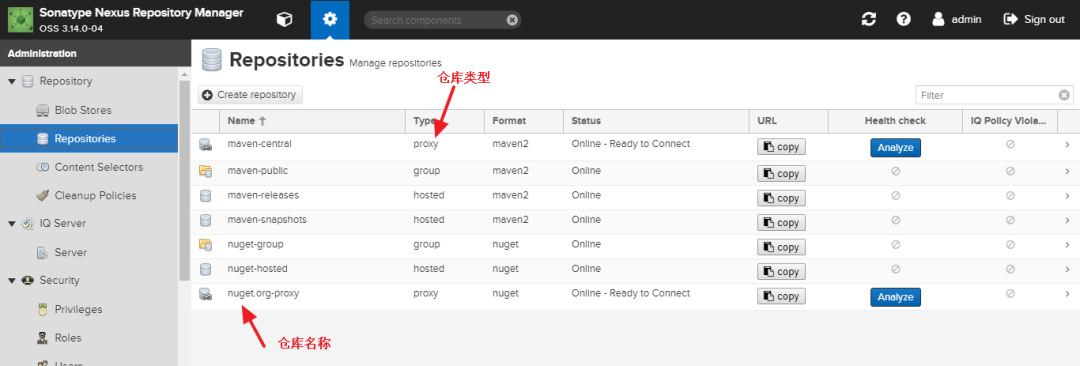 Sonatype Nexus Repository Manager
OSS 3.14.0-04
Search components
admin
Sign out
Administration
Repository
Blob Stores
Repositories
Content Selectors
Cleanup Policies
IQ Server
Server
Security
Privileges
Roles
Users
Repositories Manage repositories
仓库类型
Create repository
Filter
Name Type Format Status URL Health check IQ Policy Viola...
maven-central proxy maven2 Online - Ready to Connect copy Analyze
maven-public group maven2 Online copy
maven-releases hosted maven2 Online copy
maven-snapshots hosted maven2 Online copy
nuget-group group nuget Online copy
nuget-hosted hosted nuget Online copy
nuget.org-proxy proxy nuget Online - Ready to Connect copy Analyze
仓库名称